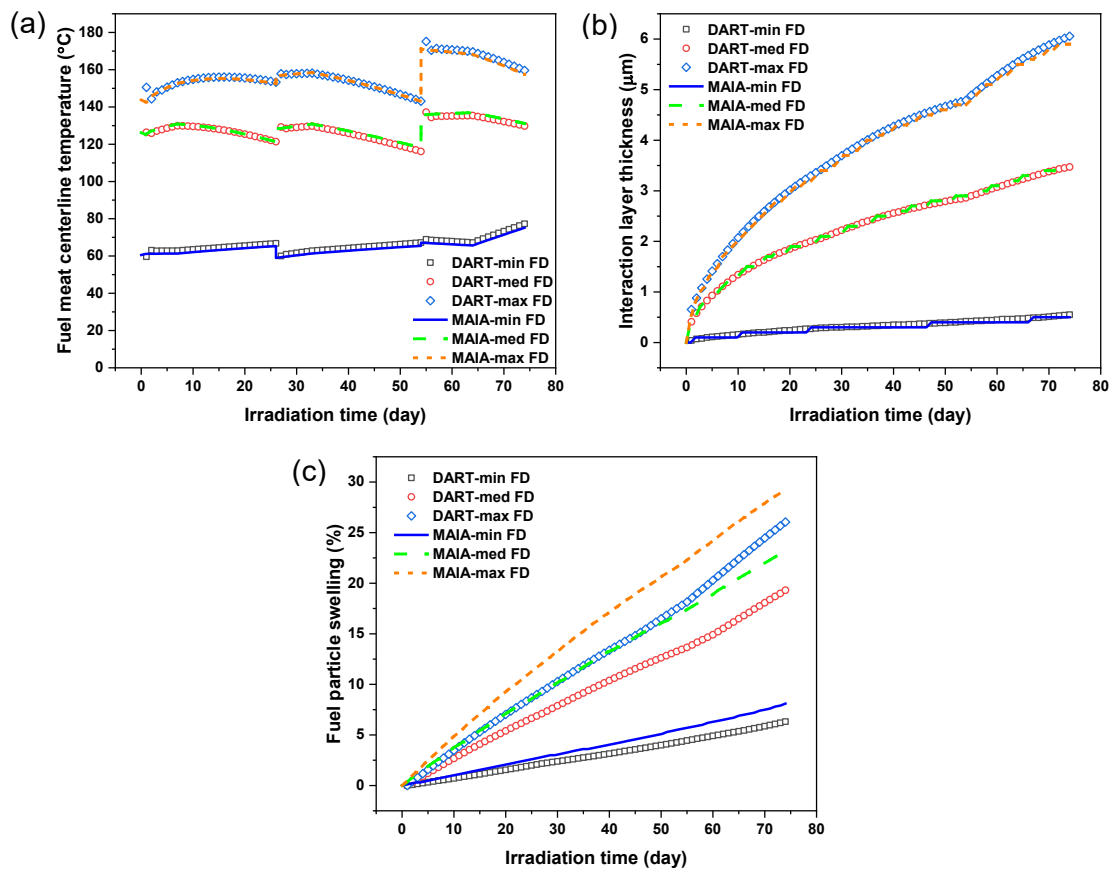 (a)
Fuel meat centerline temperature (°C)
180
160
140
120
100
80
60
40
20
0
0 10 20 30 40 50 60 70 80
Irradiation time (day)
DART-min FD
DART-med FD
DART-max FD
MAIA-min FD
MAIA-med FD
MAIA-max FD
(b)
Interaction layer thickness (μm)
6
5
4
3
2
1
0
0 10 20 30 40 50 60 70 80
Irradiation time (day)
DART-min FD
DART-med FD
DART-max FD
MAIA-min FD
MAIA-med FD
MAIA-max FD
(c)
Fuel particle swelling (%)
30
25
20
15
10
5
0
0 10 20 30 40 50 60 70 80
Irradiation time (day)
DART-min FD
DART-med FD
DART-max FD
MAIA-min FD
MAIA-med FD
MAIA-max FD